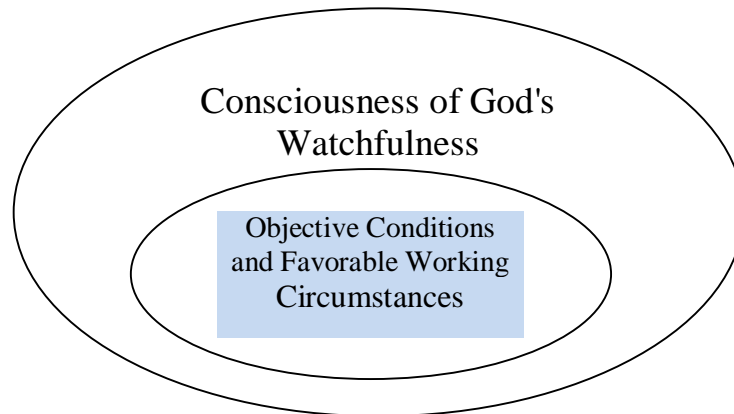 Consciousness of God's
Watchfulness
Objective Conditions
and Favorable Working
Circumstances